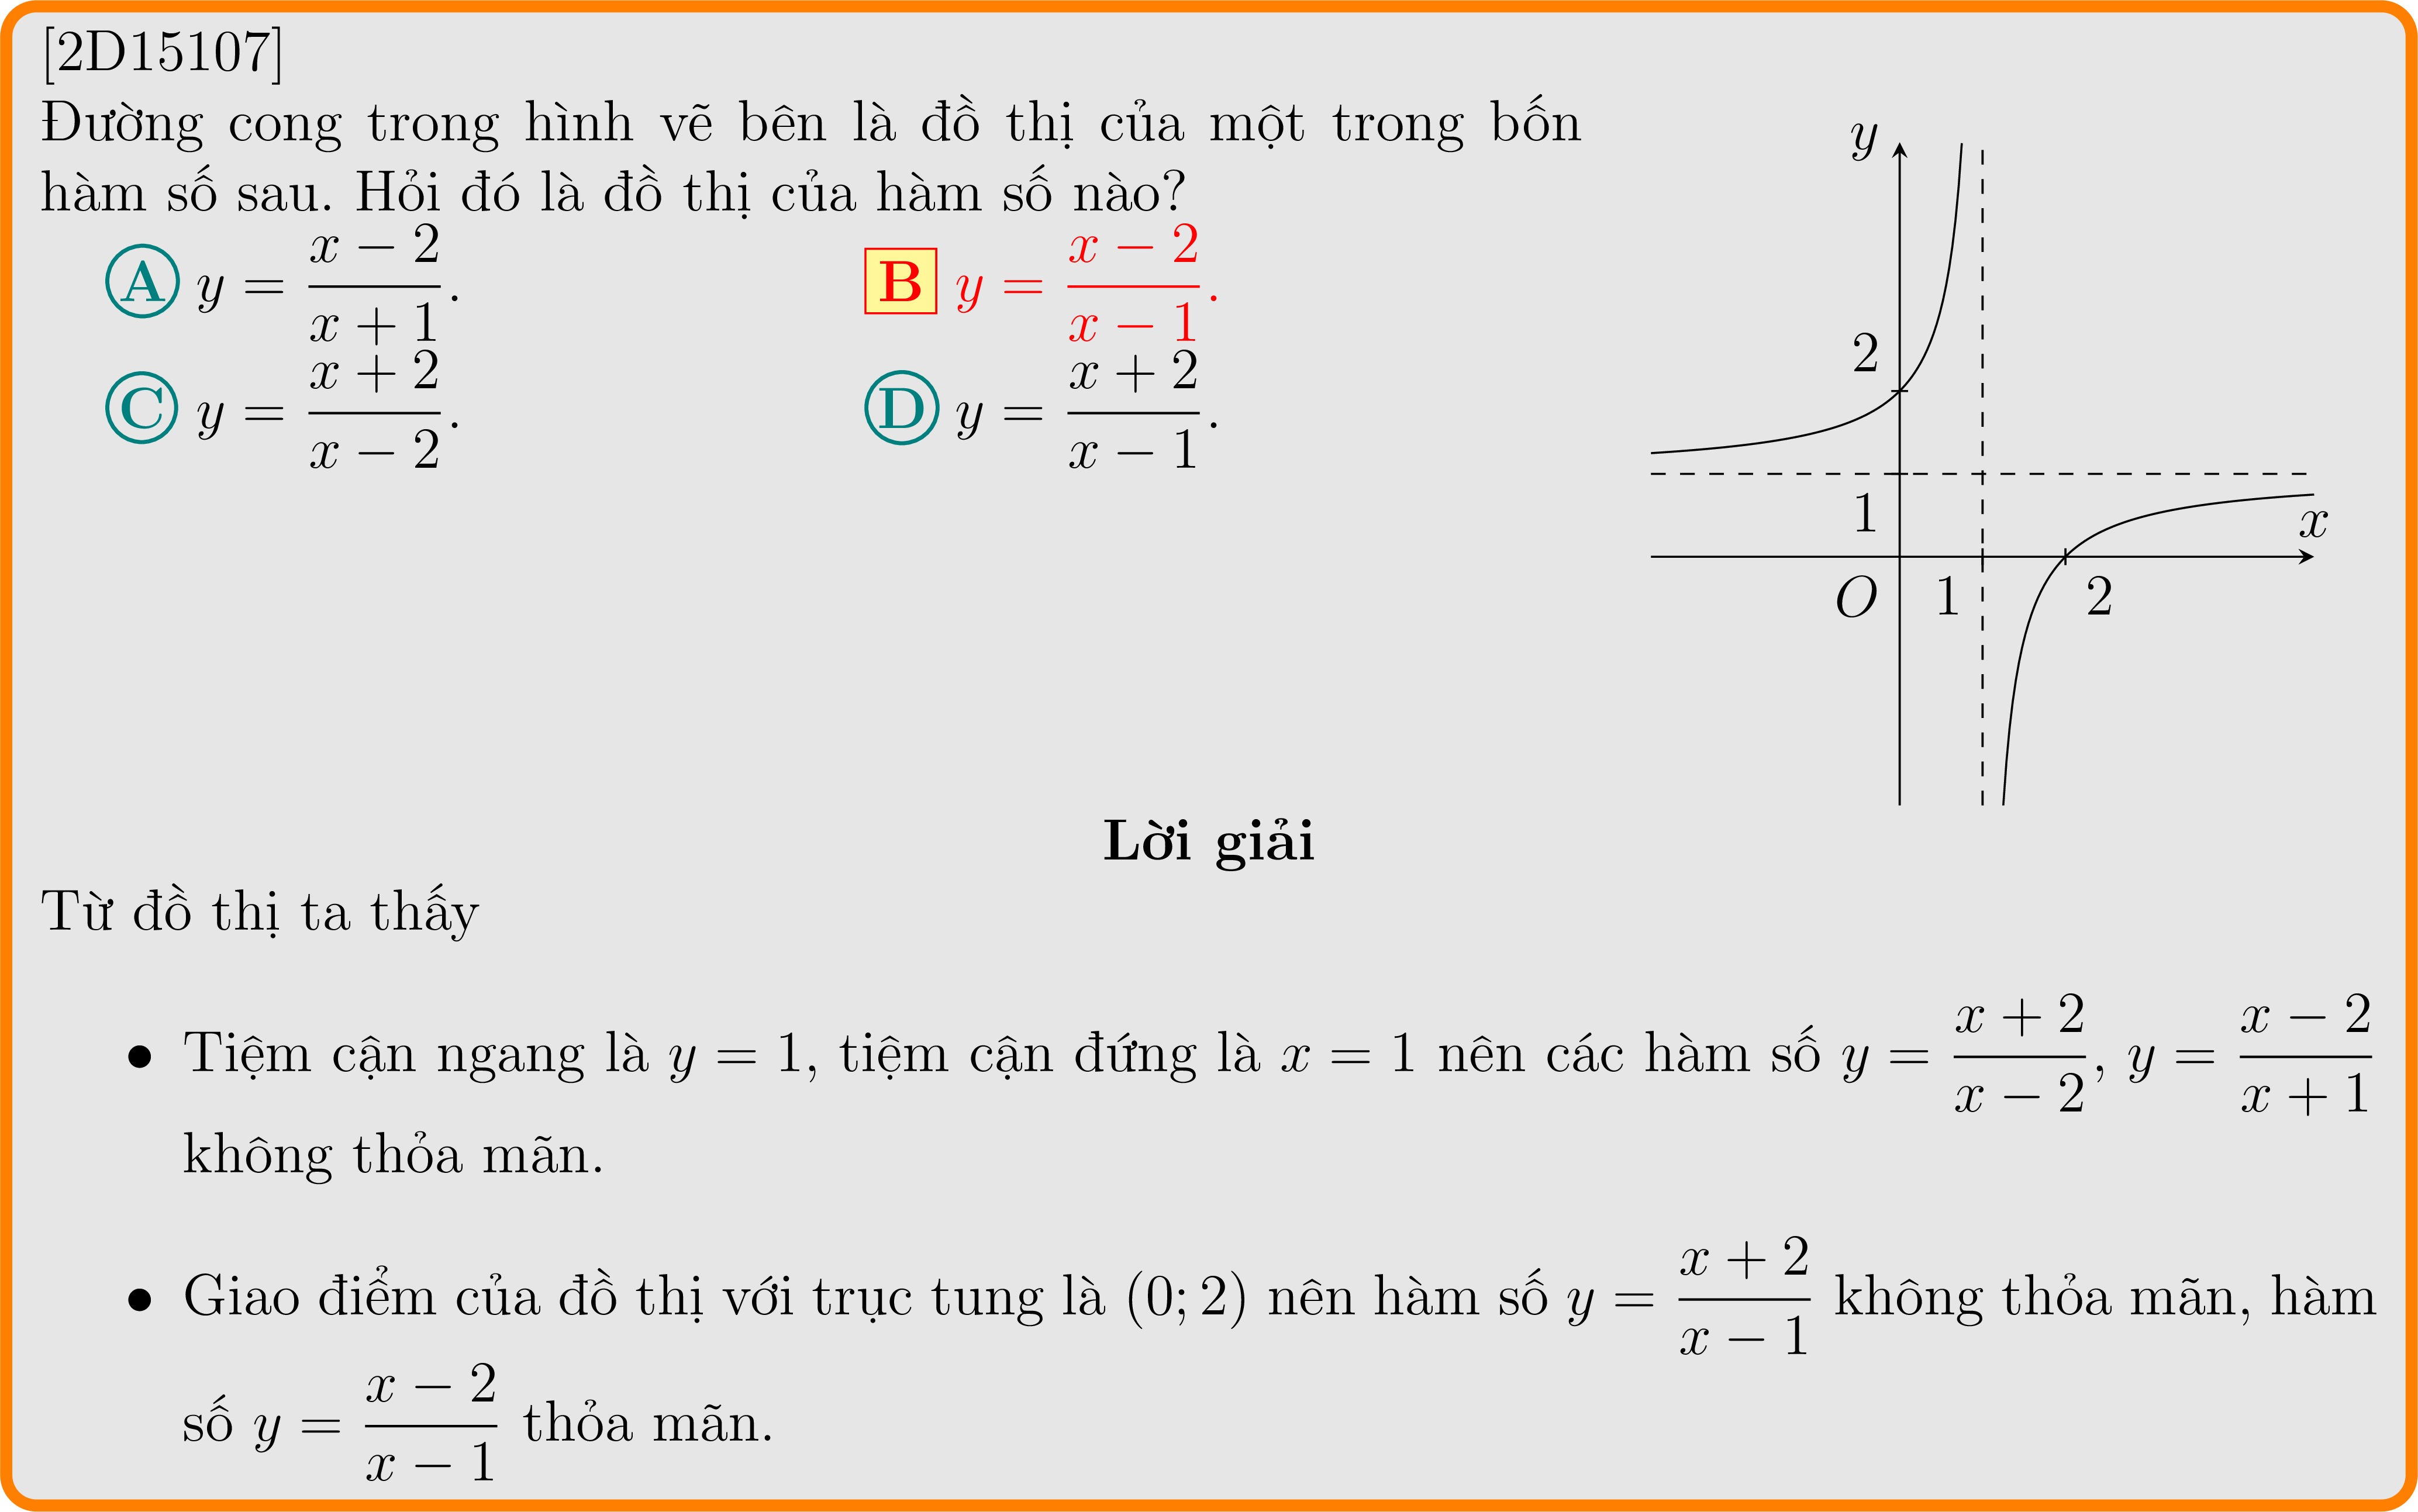 [2D15107]
Đường cong trong hình vẽ bên là đồ thị của một trong bốn
hàm số sau. Hỏi đó là đồ thị của hàm số nào?
A y = \frac{x − 2}{x + 1}. B y = \frac{x − 2}{x − 1}.
C y = \frac{x + 2}{x − 2}. D y = \frac{x + 2}{x − 1}.
y
2
1
x
O 1 2
Lời giải
Từ đồ thị ta thấy
• Tiệm cận ngang là y = 1, tiệm cận đứng là x = 1 nên các hàm số y = \frac{x + 2}{x − 2}, y = \frac{x − 2}{x + 1}
không thỏa mãn.
• Giao điểm của đồ thị với trục tung là (0; 2) nên hàm số y = \frac{x + 2}{x − 1} không thỏa mãn, hàm
số y = \frac{x − 2}{x − 1} thỏa mãn.